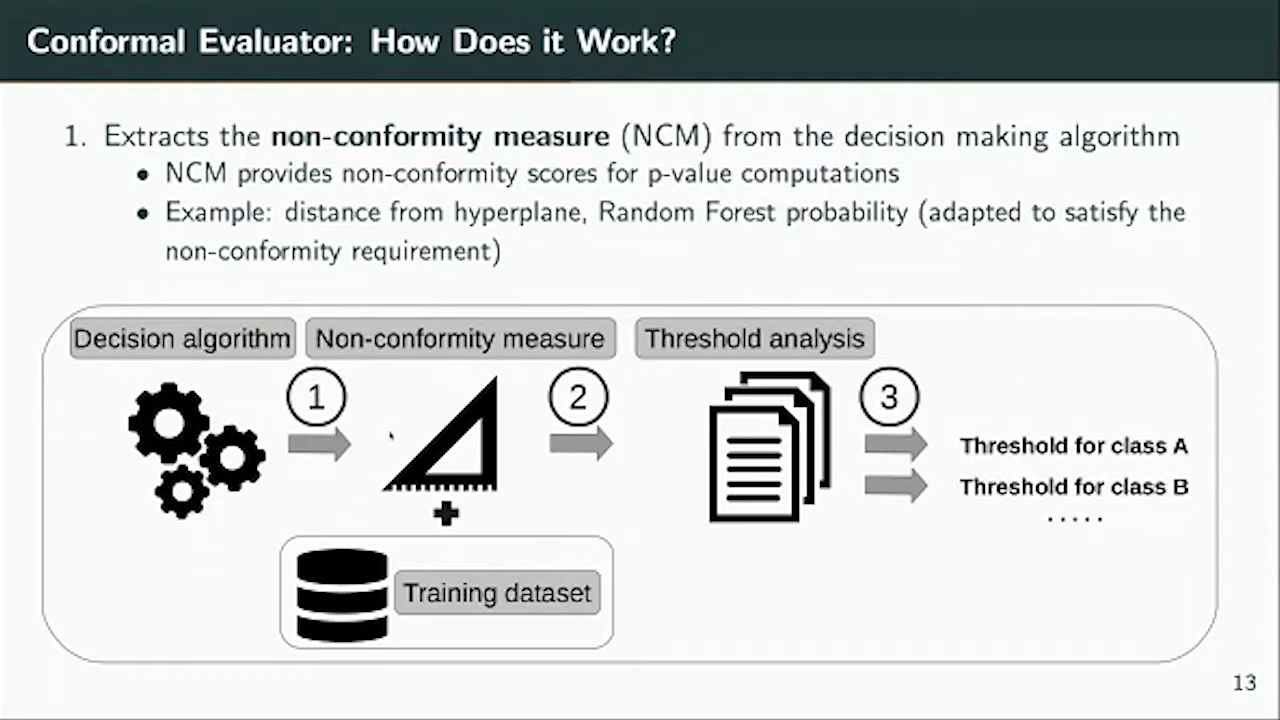 Conformal Evaluator: How Does it Work?
1. Extracts the non-conformity measure (NCM) from the decision making algorithm
• NCM provides non-conformity scores for p-value computations
• Example: distance from hyperplane, Random Forest probability (adapted to satisfy the
non-conformity requirement)
Decision algorithm
Non-conformity measure
Threshold analysis
1
2
3
Threshold for class A
Threshold for class B
.....
Training dataset
13